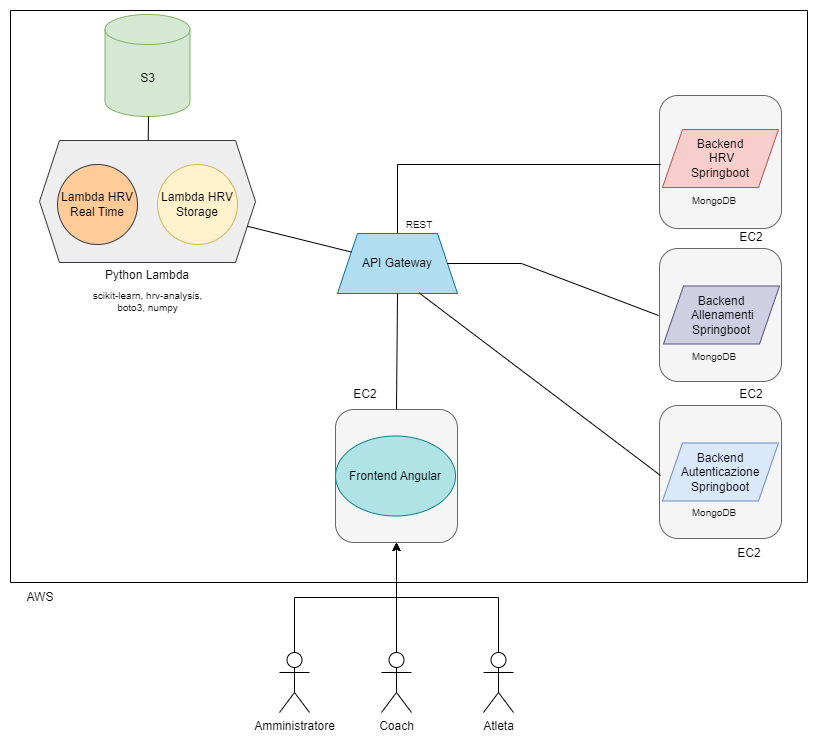 S3
Lambda HRV
Real Time
Lambda HRV
Storage
Python Lambda
scikit-learn, hrv-analysis,
boto3, numpy
REST
API Gateway
Backend
HRV
Springboot
MongoDB
EC2
Backend
Allenamenti
Springboot
MongoDB
EC2
Backend
Autenticazione
Springboot
MongoDB
EC2
EC2
Frontend Angular
AWS
Amministratore
Coach
Atleta